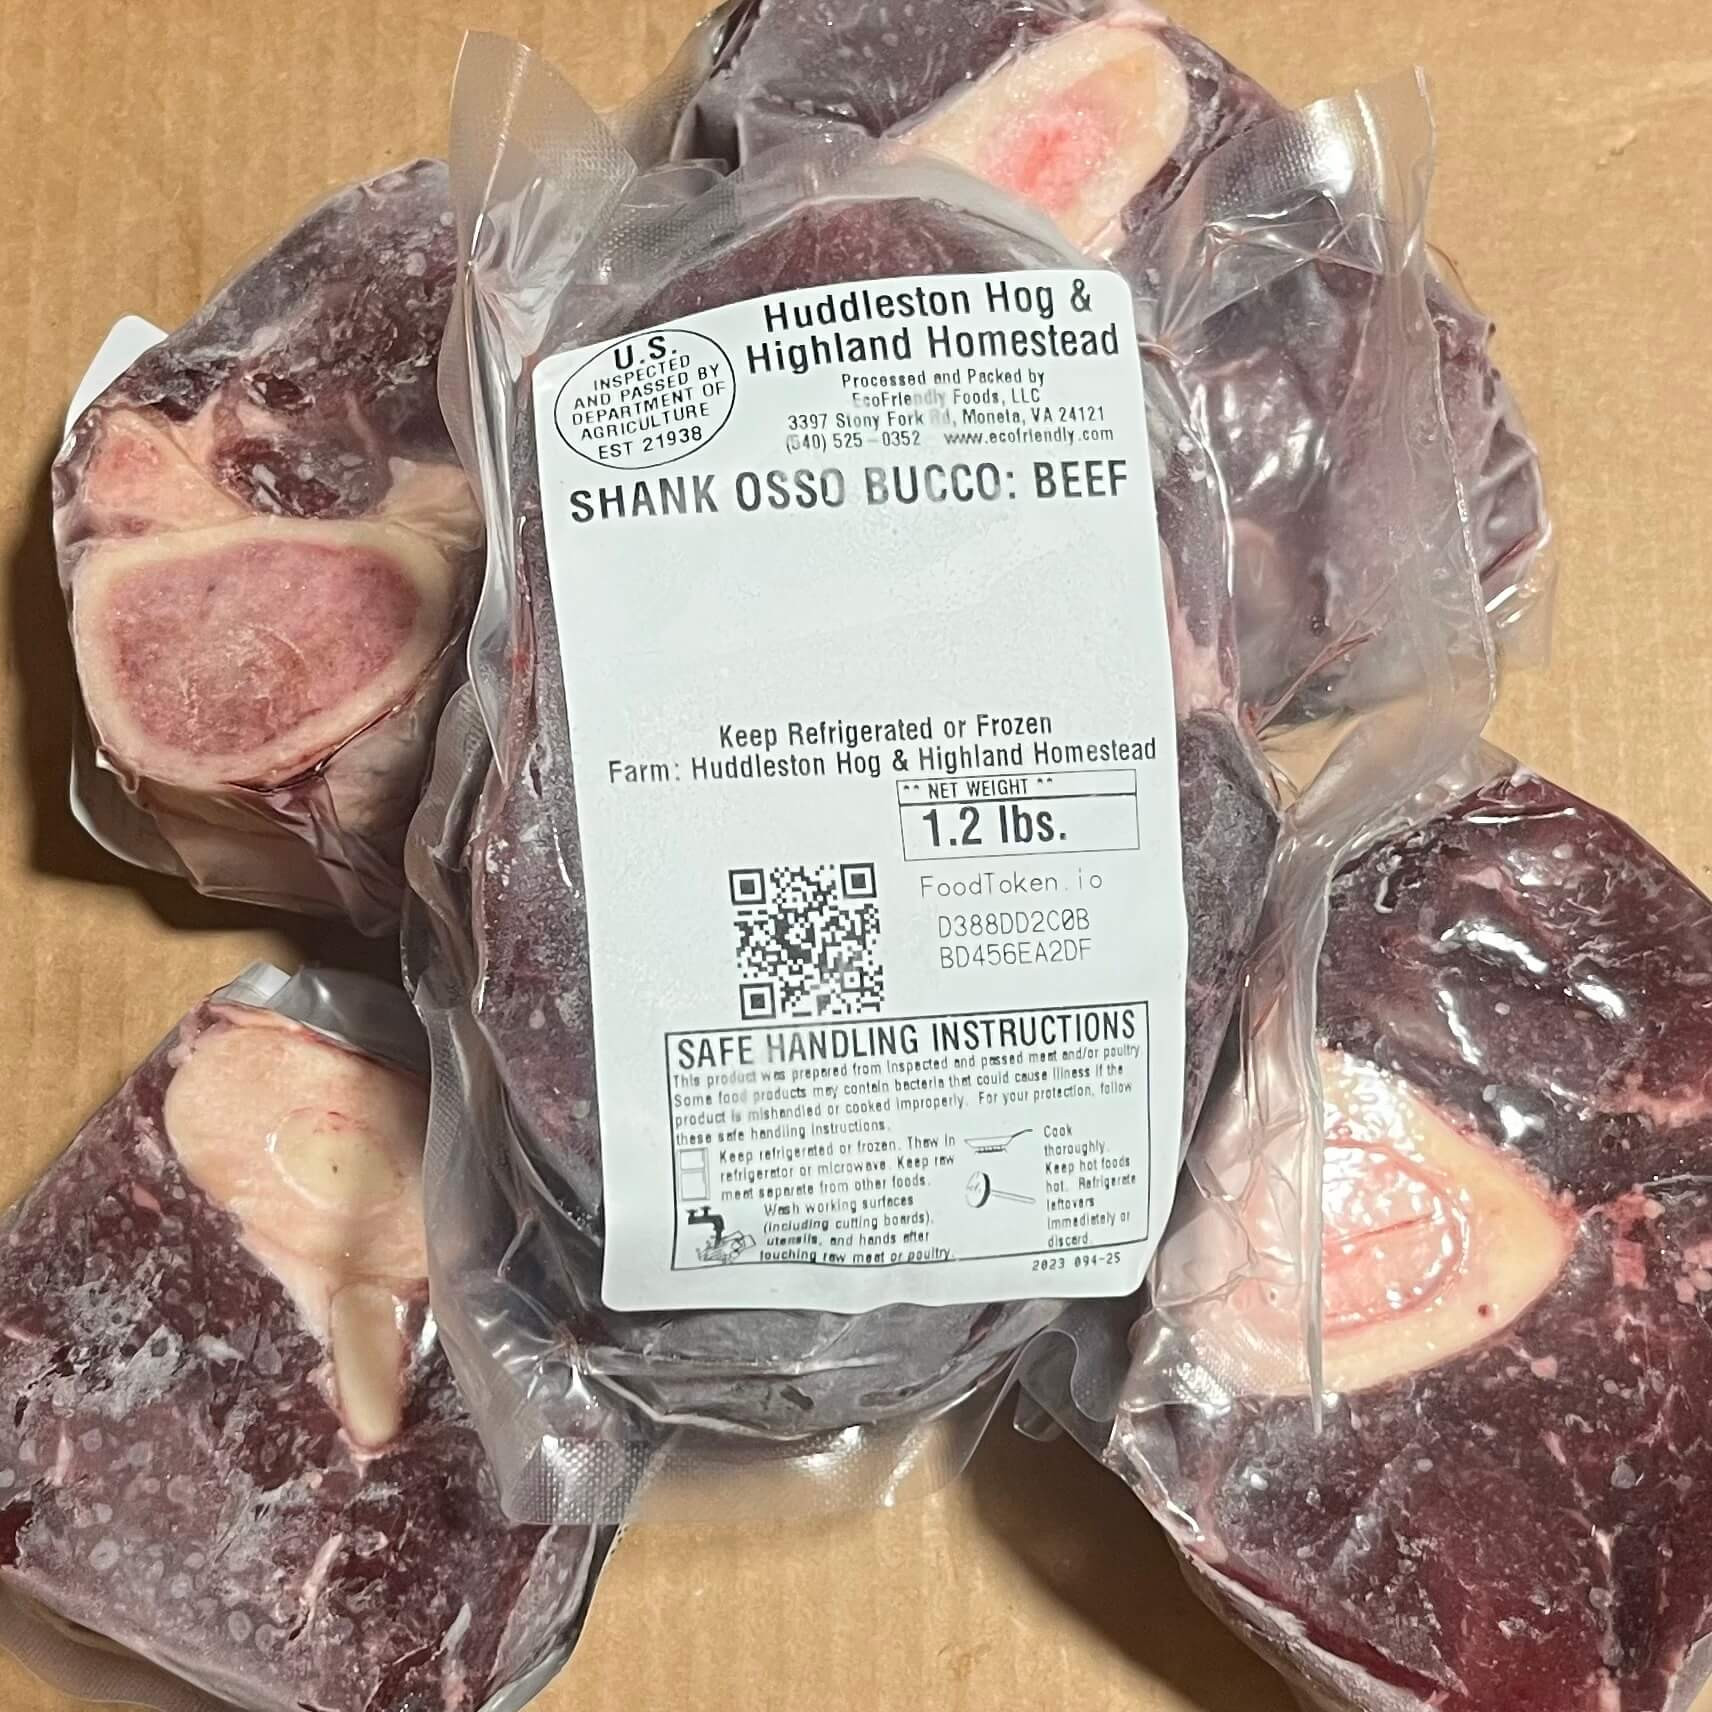 Huddleston Hog &
Highland Homestead
U.S.
INSPECTED
AND PASSED BY
DEPARTMENT OF
AGRICULTURE
EST 21938
Processed and Packed by
EcoFriendly Foods, LLC
3397 Stony Fork Rd, Moneta, VA 24121
(540) 525-0352 www.ecofriendly.com
SHANK OSSO BUCCO: BEEF
Keep Refrigerated or Frozen
Farm: Huddleston Hog & Highland Homestead
** NET WEIGHT **
1.2 lbs.
FoodToken.io
D388DD2C0B
BD456EA2DF
SAFE HANDLING INSTRUCTIONS
This product was prepared from inspected and passed meat and/or poultry
Some food products may contain bacteria that could cause illness if the
product is mishandled or cooked improperly. For your protection, follow
these safe handling instructions.
Keep refrigerated or frozen. Thaw in
refrigerator or microwave. Keep raw
meat separate from other foods.
Wash working surfaces
(including cutting boards),
utensils, and hands after
touching raw meat or poultry.
Cook
thoroughly.
Keep hot foods
hot. Refrigerate
leftovers
immediately or
discard.
2023 094-25